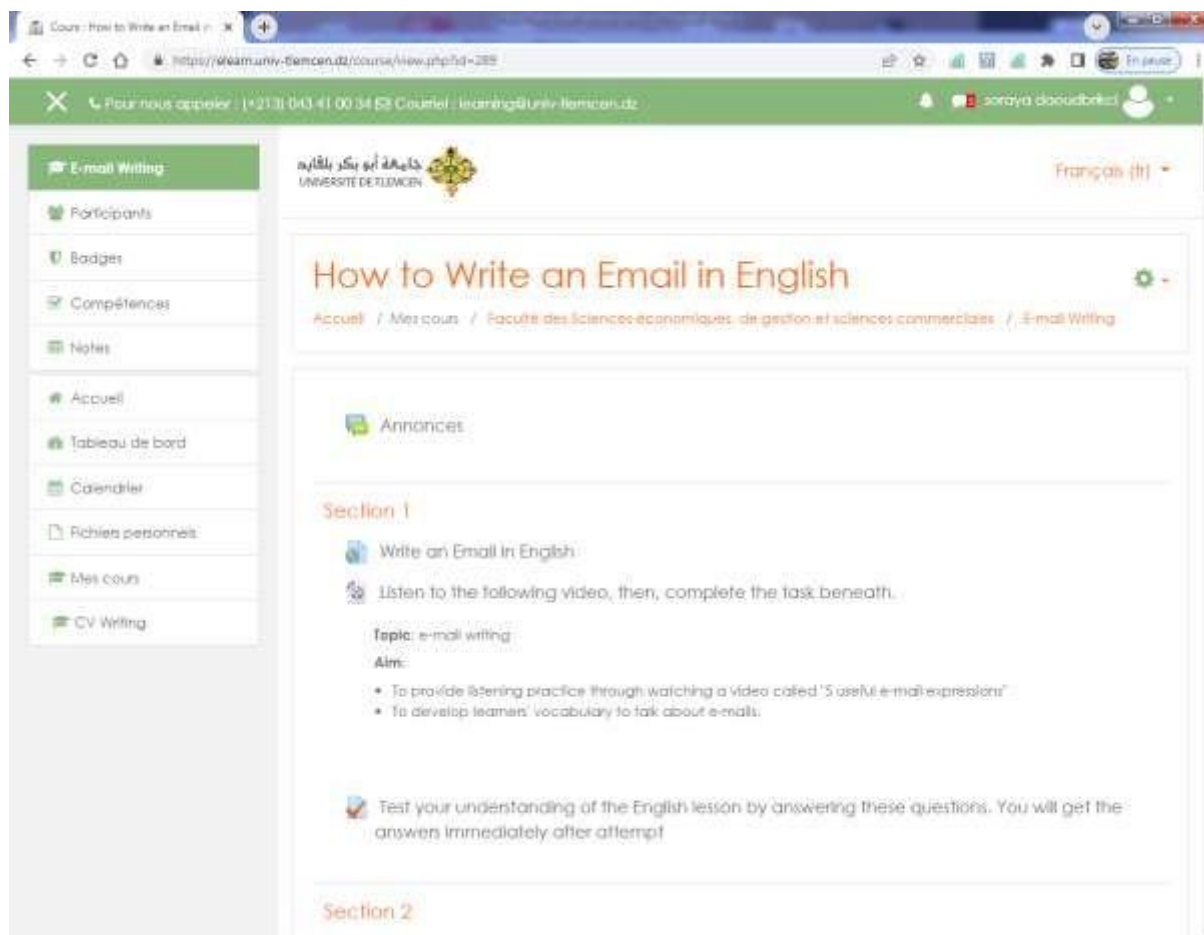 Cours : How to Write an Email in
https://elearn.univ-tlemcen.dz/course/view.php?id=289
En pause
Pour nous appeler : (+213) 043 41 00 34 Courriel : learning@univ-tlemcen.dz
soraya daoudbrikci
E-mail Writing
Participants
Badges
Compétences
Notes
Accueil
Tableau de bord
Calendrier
Fichiers personnels
Mes cours
CV Writing
جامعة أبو بكر بلقايد
UNIVERSITÉ DE TLEMCEN
Français (fr)
How to Write an Email in English
Accueil / Mes cours / Faculté des Sciences économiques, de gestion et sciences commerciales / E-mail Writing
Annonces
Section 1
Write an Email in English
Listen to the following video, then, complete the task beneath.
Topic: e-mail writing
Aim:
• To provide listening practice through watching a video called "5 useful e-mail expressions"
• To develop learners' vocabulary to talk about e-mails.
Test your understanding of the English lesson by answering these questions. You will get the
answers immediately after attempt
Section 2